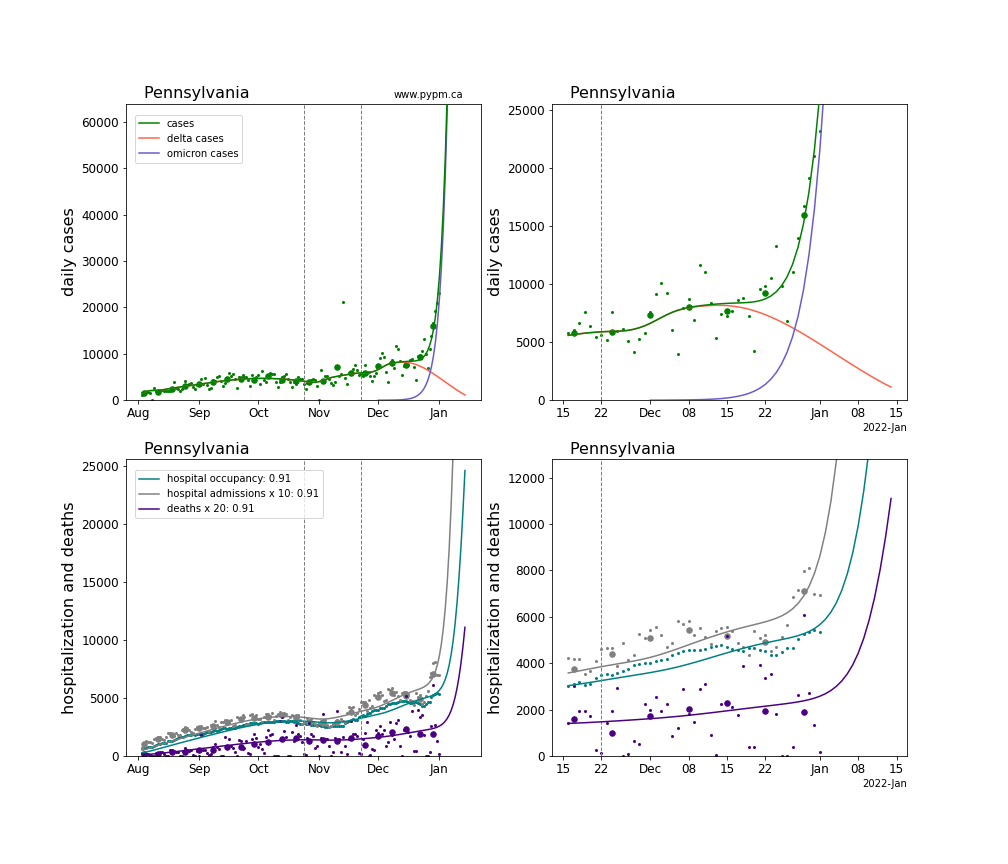 Pennsylvania
www.pypm.ca
daily cases
60000
50000
40000
30000
20000
10000
0
cases
delta cases
omicron cases
Aug Sep Oct Nov Dec Jan
Pennsylvania
daily cases
25000
20000
15000
10000
5000
0
15 22 Dec 08 15 22 Jan 08 15
2022-Jan
Pennsylvania
hospitalization and deaths
25000
20000
15000
10000
5000
0
hospital occupancy: 0.91
hospital admissions x 10: 0.91
deaths x 20: 0.91
Aug Sep Oct Nov Dec Jan
Pennsylvania
hospitalization and deaths
12000
10000
8000
6000
4000
2000
0
15 22 Dec 08 15 22 Jan 08 15
2022-Jan